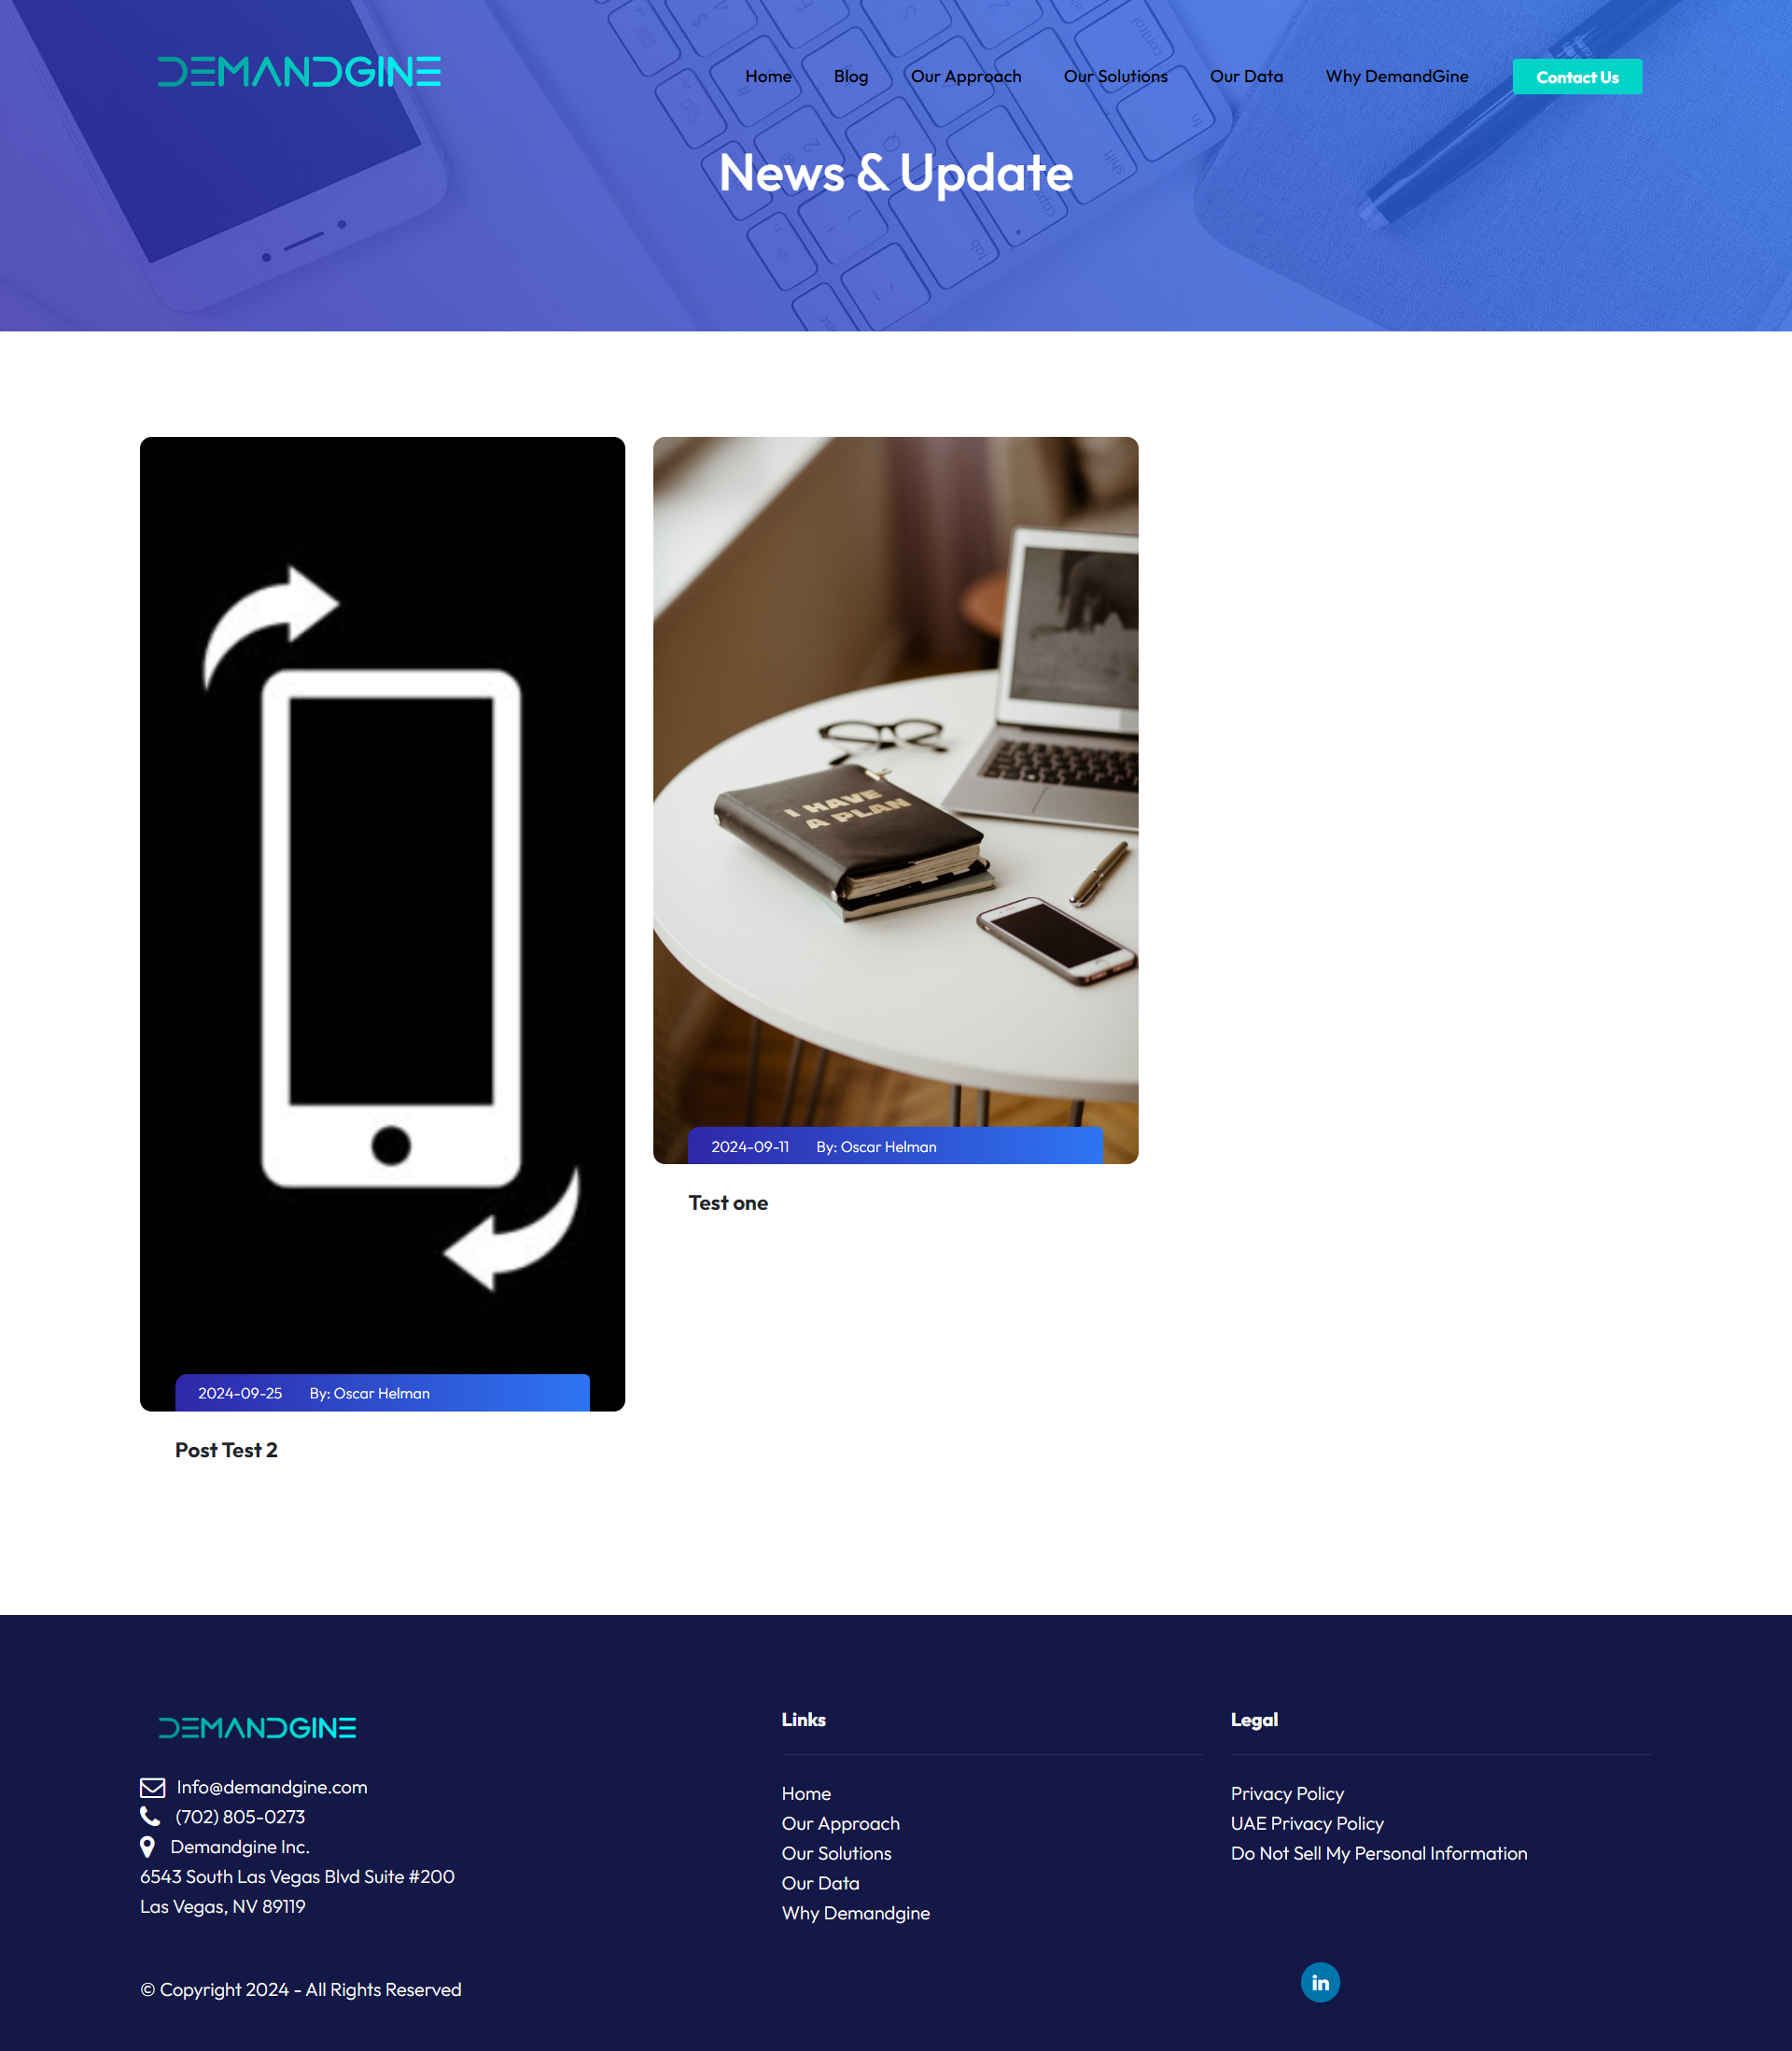 DEMANDGINE
Home Blog Our Approach Our Solutions Our Data Why DemandGine Contact Us
News & Update
I HAVE
A PLAN
2024-09-11 By: Oscar Helman
Test one
2024-09-25 By: Oscar Helman
Post Test 2
DEMANDGINE
Info@demandgine.com
(702) 805-0273
Demandgine Inc.
6543 South Las Vegas Blvd Suite #200
Las Vegas, NV 89119
Links
Home
Our Approach
Our Solutions
Our Data
Why Demandgine
Legal
Privacy Policy
UAE Privacy Policy
Do Not Sell My Personal Information
© Copyright 2024 - All Rights Reserved
in